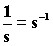 1/s = s⁻¹